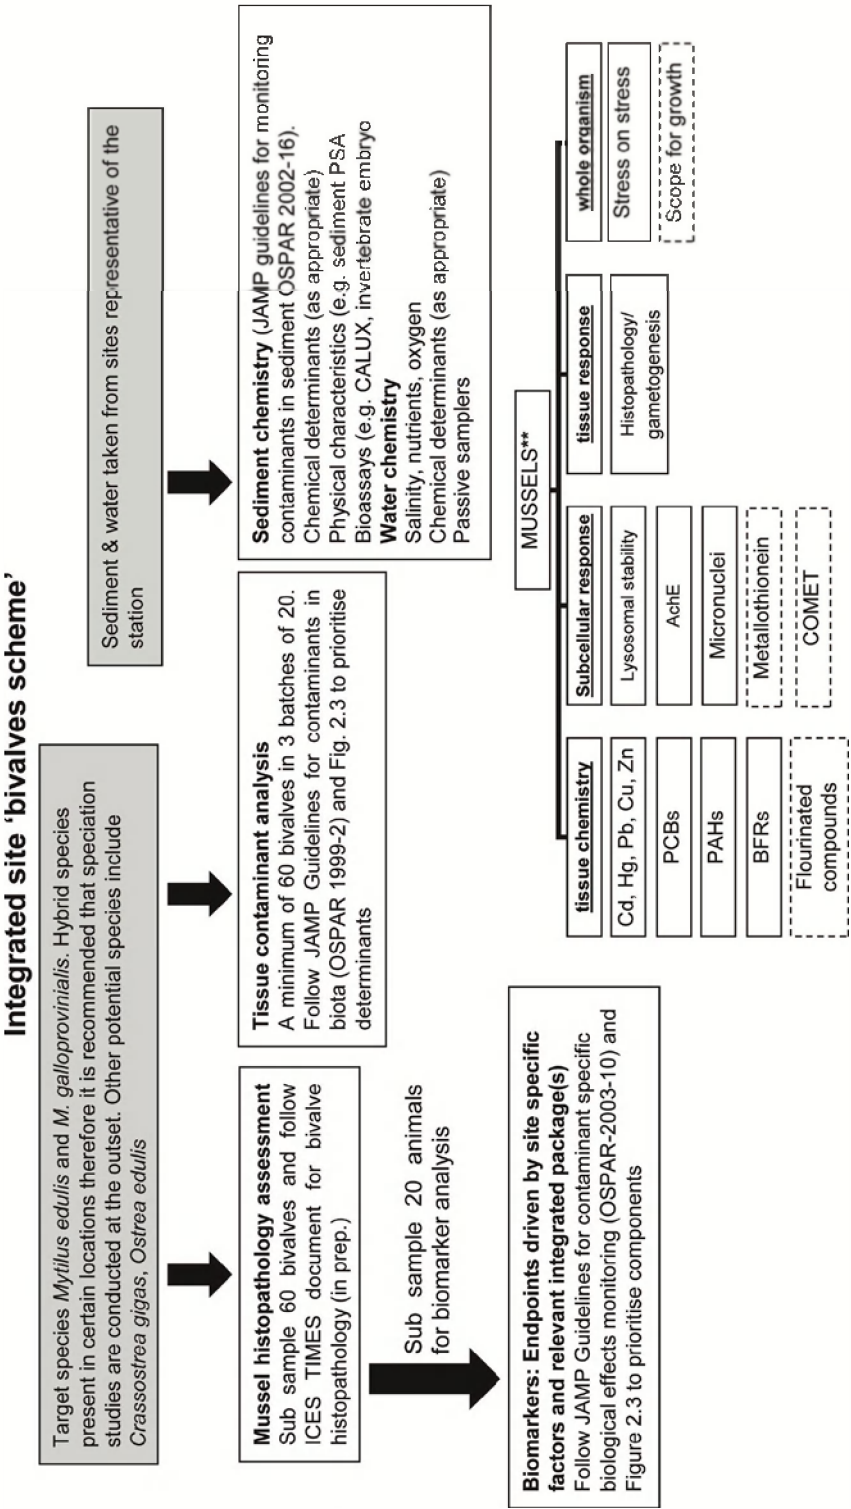 Integrated site ‘bivalves scheme’
Target species Mytilus edulis and M. galloprovinialis. Hybrid species
present in certain locations therefore it is recommended that speciation
studies are conducted at the outset. Other potential species include
Crassostrea gigas, Ostrea edulis
Sediment & water taken from sites representative of the
station
Mussel histopathology assessment
Sub sample 60 bivalves and follow
ICES TIMES document for bivalve
histopathology (in prep.)
Tissue contaminant analysis
A minimum of 60 bivalves in 3 batches of 20.
Follow JAMP Guidelines for contaminants in
biota (OSPAR 1999-2) and Fig. 2.3 to prioritise
determinants
Sediment chemistry (JAMP guidelines for monitoring
contaminants in sediment OSPAR 2002-16).
Chemical determinants (as appropriate)
Physical characteristics (e.g. sediment PSA
Bioassays (e.g. CALUX, invertebrate embryo
Water chemistry
Salinity, nutrients, oxygen
Chemical determinants (as appropriate)
Passive samplers
Sub sample 20 animals
for biomarker analysis
Biomarkers: Endpoints driven by site specific
factors and relevant integrated package(s)
Follow JAMP Guidelines for contaminant specific
biological effects monitoring (OSPAR-2003-10) and
Figure 2.3 to prioritise components
MUSSELS**
tissue chemistry
Cd, Hg, Pb, Cu, Zn
PCBs
PAHs
BFRs
Flourinated
compounds
Subcellular response
Lysosomal stability
AchE
Micronuclei
Metallothionein
COMET
tissue response
Histopathology/
gametogenesis
whole organism
Stress on stress
Scope for growth